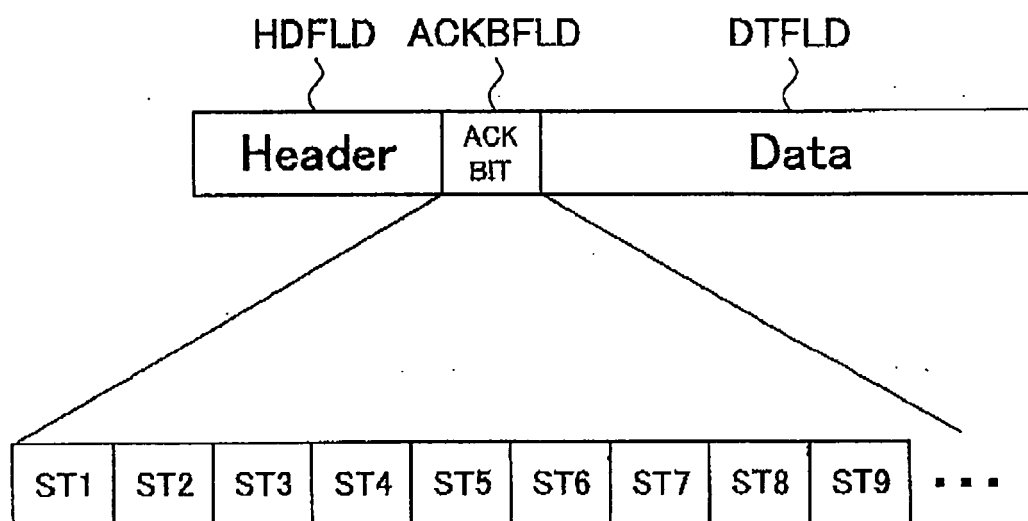 HDFLD ACKBFLD DTFLD
Header ACK BIT Data
ST1 ST2 ST3 ST4 ST5 ST6 ST7 ST8 ST9 ...